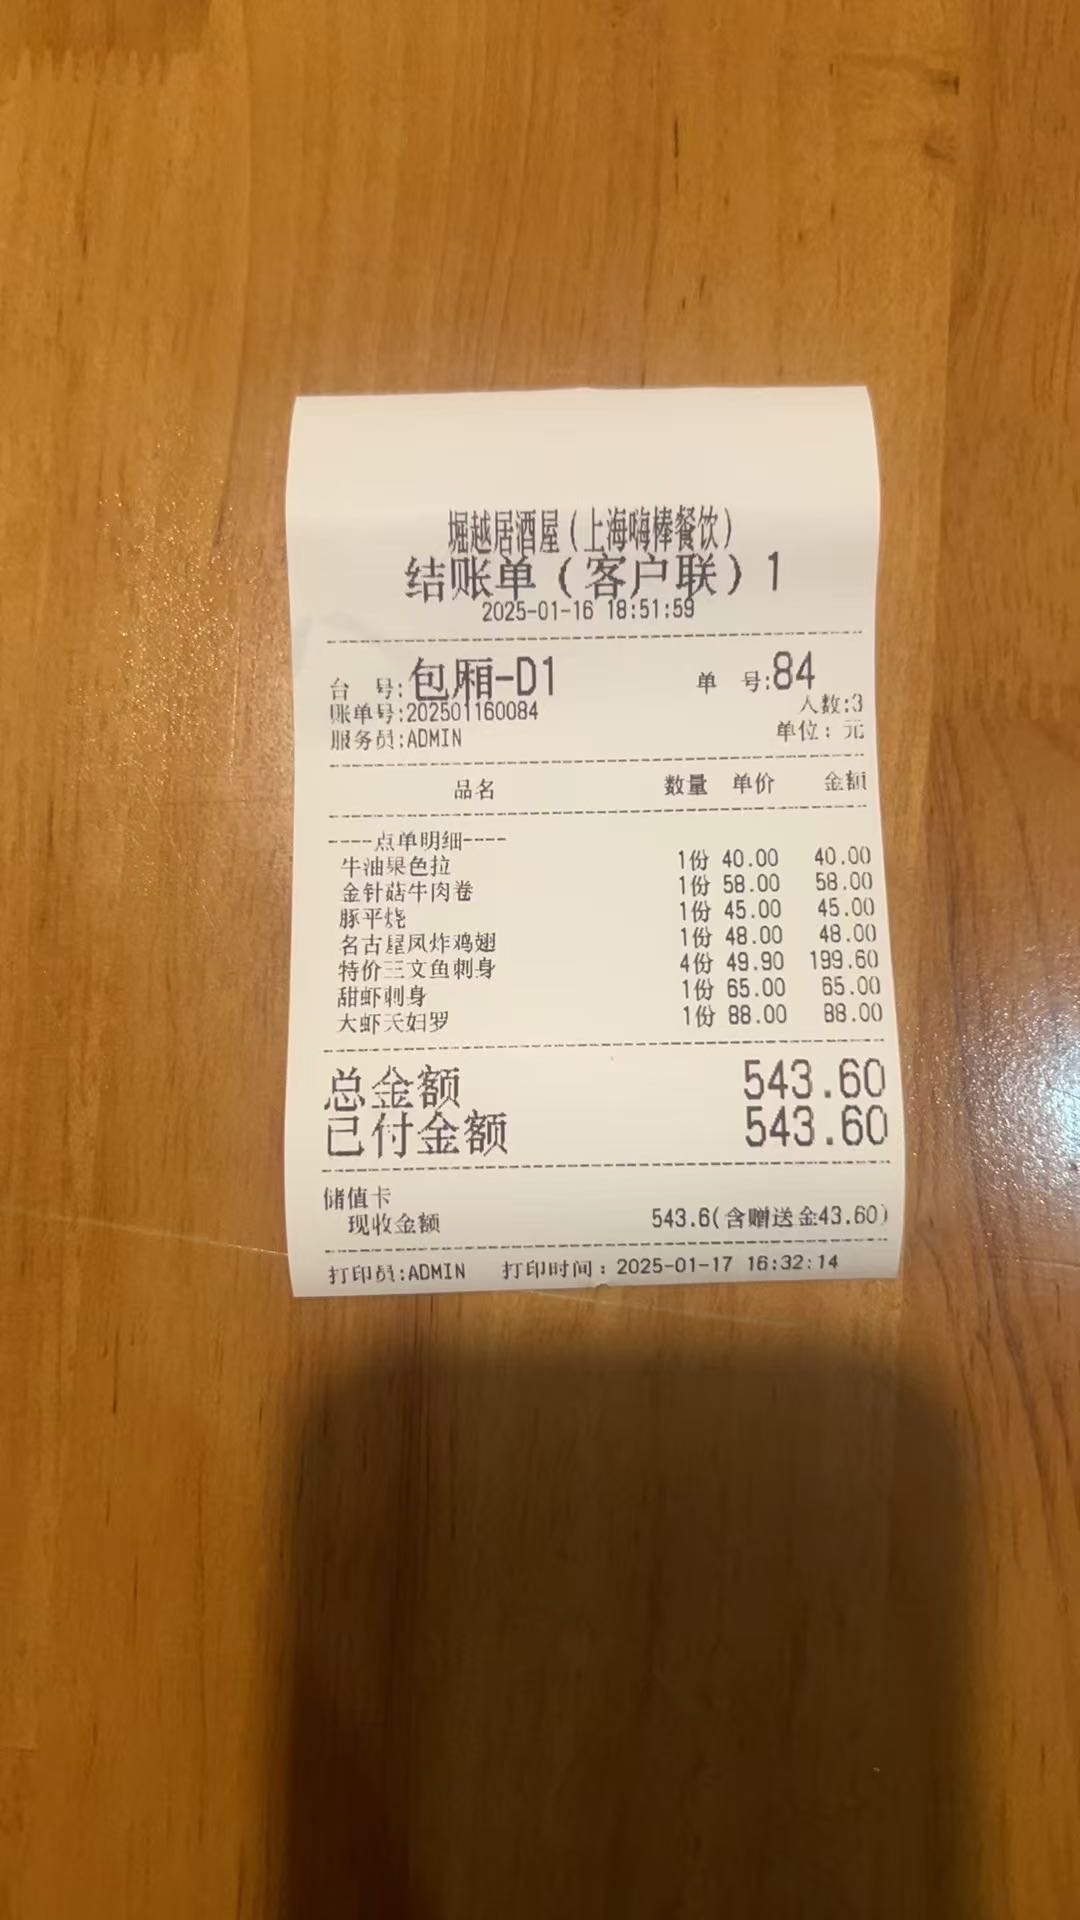 堀越居酒屋(上海嗨棒餐饮)
结账单(客户联)1
2025-01-16 18:51:59
台 号:包厢-D1 单 号:84
账单号:202501160084 人数:3
服务员:ADMIN 单位: 元
品名 数量 单价 金额
----点单明细----
牛油果色拉 1份 40.00 40.00
金针菇牛肉卷 1份 58.00 58.00
豚平烧 1份 45.00 45.00
名古屋凤炸鸡翅 1份 48.00 48.00
特价三文鱼刺身 4份 49.90 199.60
甜虾刺身 1份 65.00 65.00
大虾天妇罗 1份 88.00 88.00
总金额 543.60
已付金额 543.60
储值卡
现收金额 543.6(含赠送金43.60)
打印员:ADMIN 打印时间: 2025-01-17 16:32:14